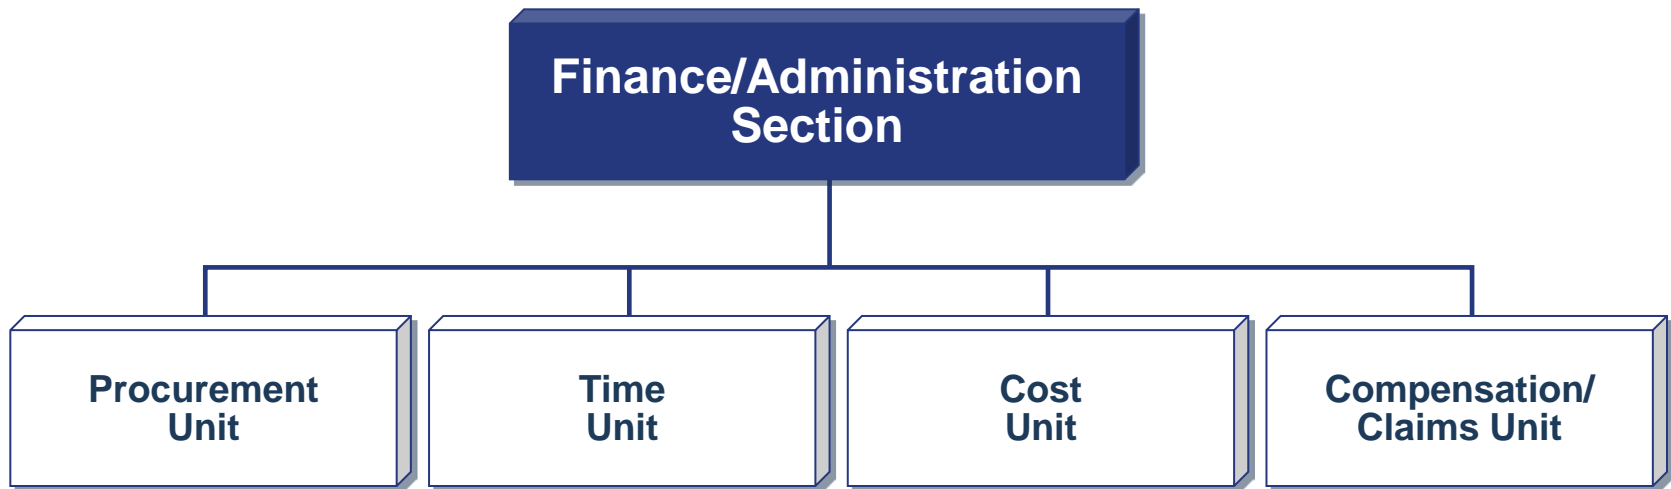 Finance/Administration
Section
Procurement
Unit
Time
Unit
Cost
Unit
Compensation/
Claims Unit